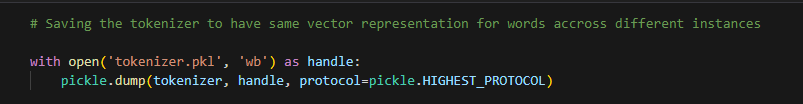 # Saving the tokenizer to have same vector representation for words accross different instances
with open('tokenizer.pkl', 'wb') as handle:
    pickle.dump(tokenizer, handle, protocol=pickle.HIGHEST_PROTOCOL)